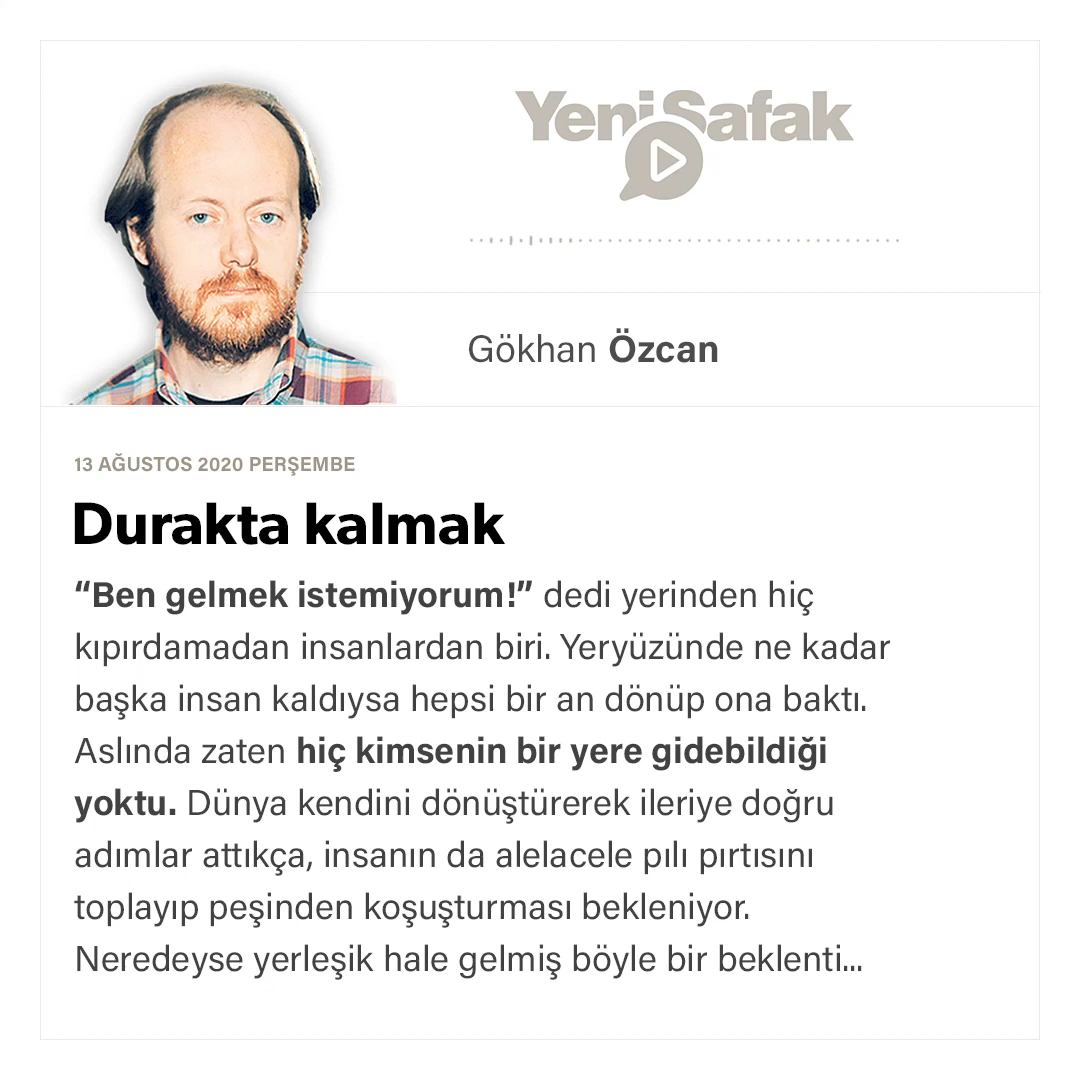 Yeni Şafak
Gökhan Özcan
13 AĞUSTOS 2020 PERŞEMBE
Durakta kalmak
“Ben gelmek istemiyorum!” dedi yerinden hiç
kıpırdamadan insanlardan biri. Yeryüzünde ne kadar
başka insan kaldıysa hepsi bir an dönüp ona baktı.
Aslında zaten hiç kimsenin bir yere gidebildiği
yoktu. Dünya kendini dönüştürerek ileriye doğru
adımlar attıkça, insanın da alelacele pılı pırtısını
toplayıp peşinden koşuşturması bekleniyor.
Neredeyse yerleşik hale gelmiş böyle bir beklenti...